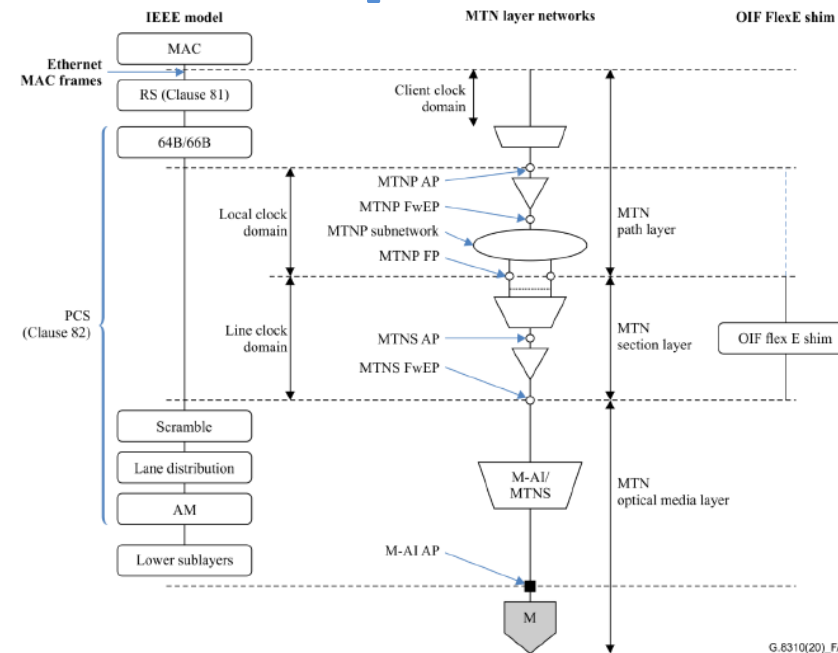 IEEE model
MTN layer networks
OIF FlexE shim
MAC
Ethernet
MAC frames
RS (Clause 81)
64B/66B
PCS
(Clause 82)
Scramble
Lane distribution
AM
Lower sublayers
Client clock
domain
Local clock
domain
Line clock
domain
MTNP AP
MTNP FwEP
MTNP subnetwork
MTNP FP
MTNS AP
MTNS FwEP
M-AI/
MTNS
M-AI AP
M
MTN
path layer
MTN
section layer
MTN
optical media layer
OIF flex E shim
G.8310(20)_F